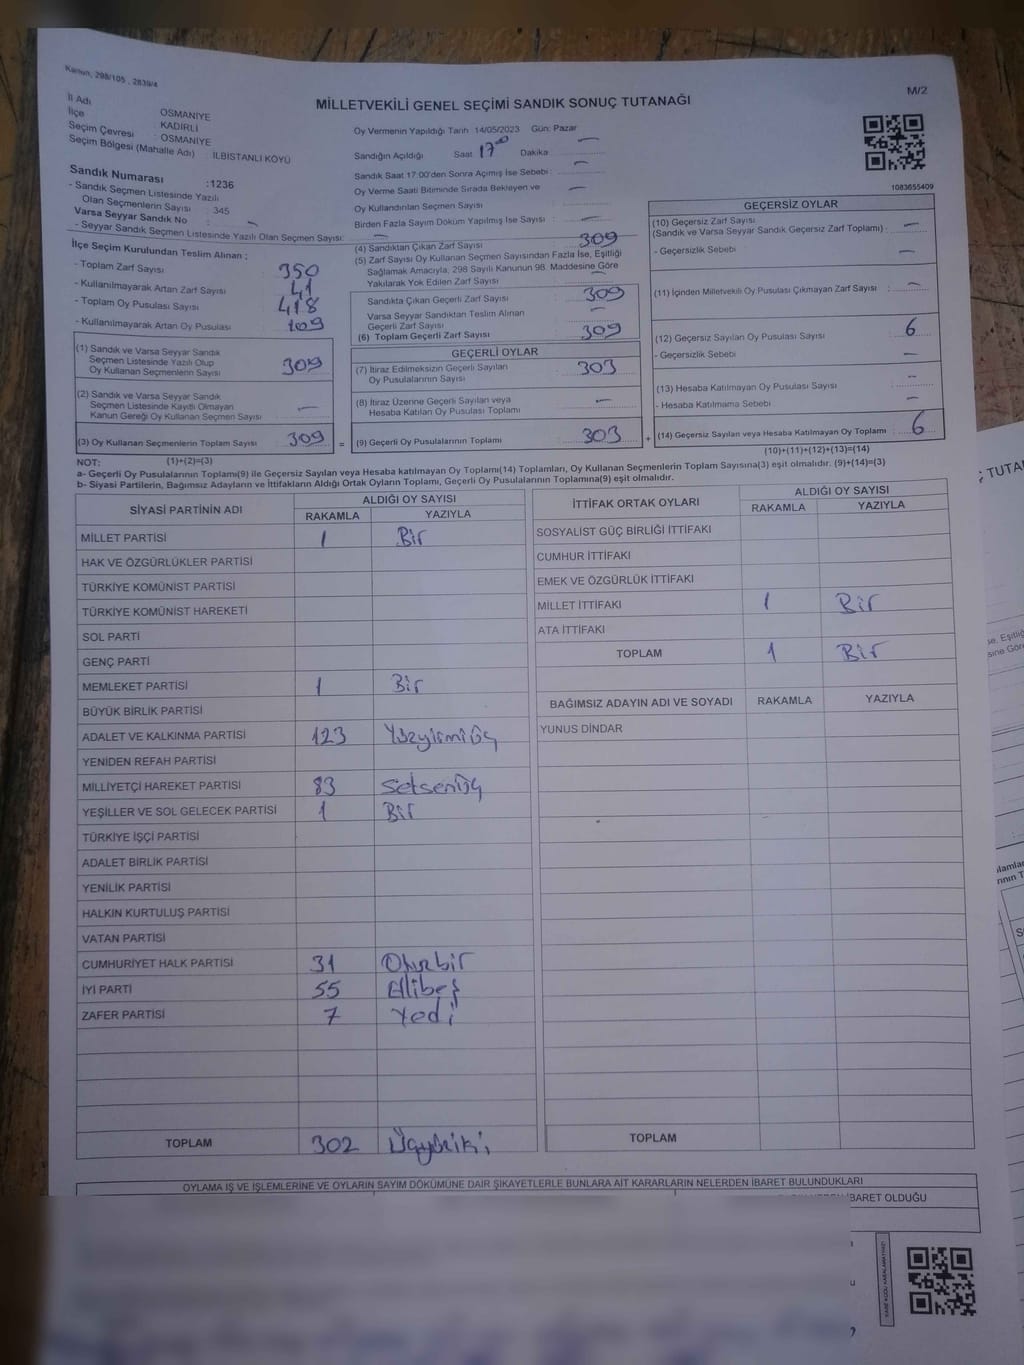 Kanun, 298/105 , 2839/4
M/2
MİLLETVEKİLİ GENEL SEÇİMİ SANDIK SONUÇ TUTANAĞI
İl Adı OSMANİYE
İlçe KADİRLİ
Seçim Çevresi : OSMANİYE
Seçim Bölgesi (Mahalle Adı) : İLBİSTANLI KÖYÜ
Sandık Numarası :1236
- Sandık Seçmen Listesinde Yazılı
Olan Seçmenlerin Sayısı : 345
Varsa Seyyar Sandık No : -
- Seyyar Sandık Seçmen Listesinde Yazılı Olan Seçmen Sayısı: -
Oy Vermenin Yapıldığı Tarih 14/05/2023 Gün: Pazar
Sandığın Açıldığı Saat 17 00 Dakika -
Sandık Saat 17:00'den Sonra Açımış İse Sebebi : -
Oy Verme Saati Bitiminde Sırada Bekleyen ve -
Oy Kullandırılan Seçmen Sayısı
Birden Fazla Sayım Döküm Yapılmış İse Sayısı -
1083655409
İlçe Seçim Kurulundan Teslim Alınan ;
- Toplam Zarf Sayısı 350
- Kullanılmayarak Artan Zarf Sayısı 41
- Toplam Oy Pusulası Sayısı 418
- Kullanılmayarak Artan Oy Pusulası 109
(4) Sandıktan Çıkan Zarf Sayısı 309
(5) Zarf Sayısı Oy Kullanan Seçmen Sayısından Fazla İse, Eşitliği
Sağlamak Amacıyla, 298 Sayılı Kanunun 98. Maddesine Göre
Yakılarak Yok Edilen Zarf Sayısı -
Sandıkta Çıkan Geçerli Zarf Sayısı 309
Varsa Seyyar Sandıktan Teslim Alınan
Geçerli Zarf Sayısı -
(6) Toplam Geçerli Zarf Sayısı 309
(1) Sandık ve Varsa Seyyar Sandık
Seçmen Listesinde Yazılı Olup
Oy Kullanan Seçmenlerin Sayısı 309
(2) Sandık ve Varsa Seyyar Sandık
Seçmen Listesinde Kayıtlı Olmayan
Kanun Gereği Oy Kullanan Seçmen Sayısı -
(3) Oy Kullanan Seçmenlerin Toplam Sayısı 309 =
(1)+(2)=(3)
GEÇERLİ OYLAR
(7) İtiraz Edilmeksizin Geçerli Sayılan
Oy Pusulalarının Sayısı 303
(8) İtiraz Üzerine Geçerli Sayılan veya
Hesaba Katılan Oy Pusulası Toplamı -
(9) Geçerli Oy Pusulalarının Toplamı 303 +
GEÇERSİZ OYLAR
(10) Geçersiz Zarf Sayısı
(Sandık ve Varsa Seyyar Sandık Geçersiz Zarf Toplamı) : -
- Geçersizlik Sebebi -
(11) İçinden Milletvekili Oy Pusulası Çıkmayan Zarf Sayısı -
(12) Geçersiz Sayılan Oy Pusulası Sayısı 6
- Geçersizlik Sebebi -
(13) Hesaba Katılmayan Oy Pusulası Sayısı -
- Hesaba Katılmama Sebebi -
(14) Geçersiz Sayılan veya Hesaba Katılmayan Oy Toplamı 6
(10)+(11)+(12)+(13)=(14)
NOT:
a- Geçerli Oy Pusulalarının Toplamı(9) ile Geçersiz Sayılan veya Hesaba katılmayan Oy Toplamı(14) Toplamları, Oy Kullanan Seçmenlerin Toplam Sayısına(3) eşit olmalıdır. (9)+(14)=(3)
b- Siyasi Partilerin, Bağımsız Adayların ve İttifakların Aldığı Ortak Oyların Toplamı, Geçerli Oy Pusulalarının Toplamına(9) eşit olmalıdır.
SİYASİ PARTİNİN ADI ALDIĞI OY SAYISI
RAKAMLA YAZIYLA
MİLLET PARTİSİ 1 Bir
HAK VE ÖZGÜRLÜKLER PARTİSİ
TÜRKİYE KOMÜNİST PARTİSİ
TÜRKİYE KOMÜNİST HAREKETİ
SOL PARTİ
GENÇ PARTİ
MEMLEKET PARTİSİ 1 Bir
BÜYÜK BİRLİK PARTİSİ
ADALET VE KALKINMA PARTİSİ 123 Yüzyirmiüç
YENİDEN REFAH PARTİSİ
MİLLİYETÇİ HAREKET PARTİSİ 83 Seksenüç
YEŞİLLER VE SOL GELECEK PARTİSİ 1 Bir
TÜRKİYE İŞÇİ PARTİSİ
ADALET BİRLİK PARTİSİ
YENİLİK PARTİSİ
HALKIN KURTULUŞ PARTİSİ
VATAN PARTİSİ
CUMHURİYET HALK PARTİSİ 31 Otuzbir
İYİ PARTİ 55 Ellibeş
ZAFER PARTİSİ 7 Yedi
TOPLAM 302 Üçyüziki
İTTİFAK ORTAK OYLARI ALDIĞI OY SAYISI
RAKAMLA YAZIYLA
SOSYALİST GÜÇ BİRLİĞİ İTTİFAKI
CUMHUR İTTİFAKI
EMEK VE ÖZGÜRLÜK İTTİFAKI
MİLLET İTTİFAKI 1 Bir
ATA İTTİFAKI
TOPLAM 1 Bir
BAĞIMSIZ ADAYIN ADI VE SOYADI RAKAMLA YAZIYLA
YUNUS DİNDAR
TOPLAM
OYLAMA İŞ VE İŞLEMLERİNE VE OYLARIN SAYIM DÖKÜMÜNE DAİR ŞİKAYETLERLE BUNLARA AİT KARARLARIN NELERDEN İBARET BULUNDUKLARI
İBARET OLDUĞU